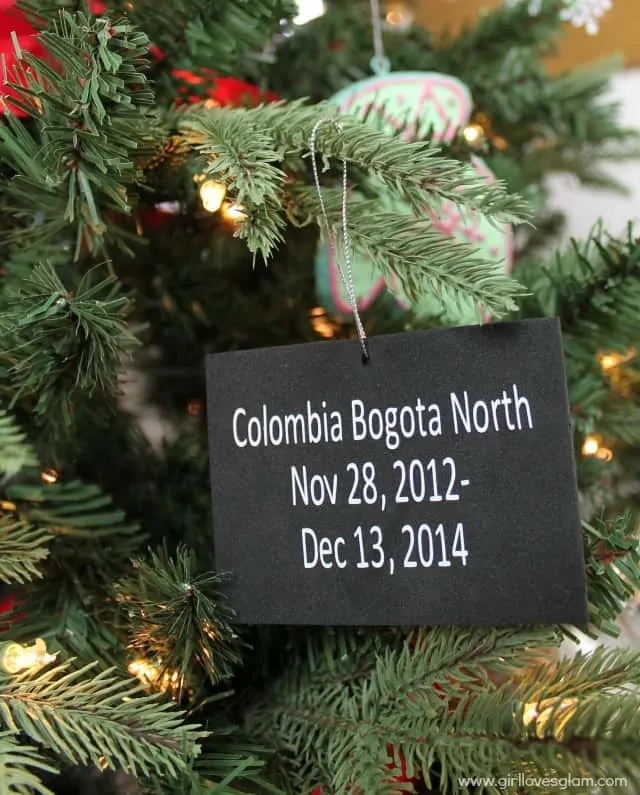 Colombia Bogota North
Nov 28, 2012-
Dec 13, 2014
www.girllovesglam.com